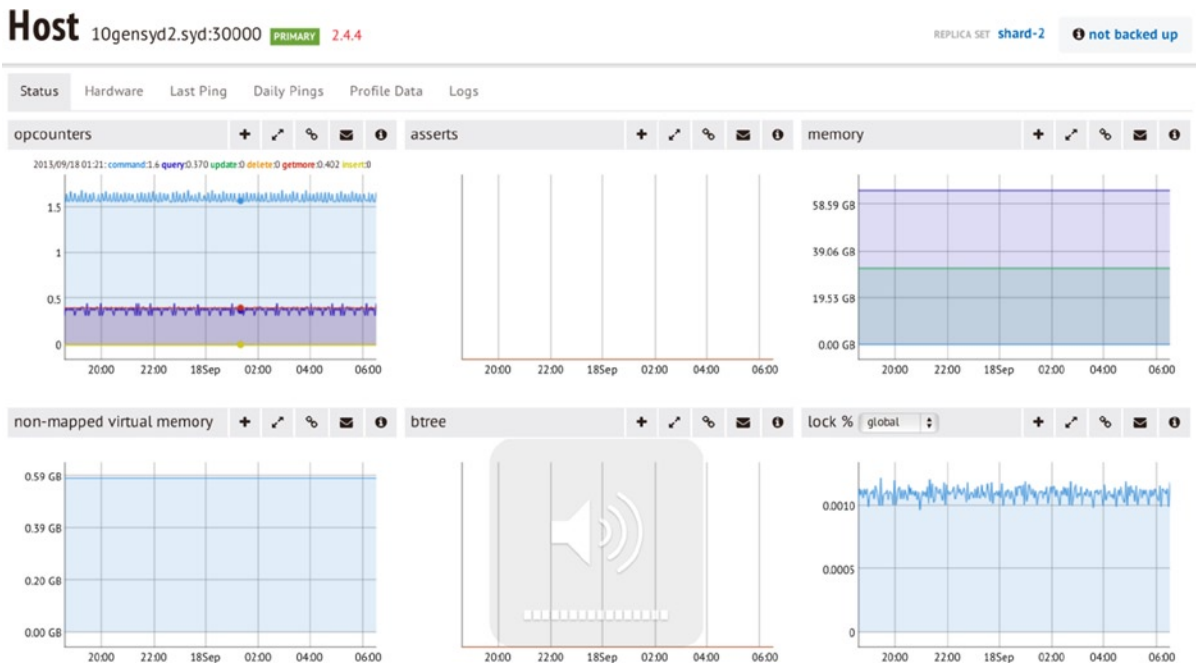 Host 10gensyd2.syd:30000 PRIMARY 2.4.4 REPLICA SET shard-2 not backed up
Status Hardware Last Ping Daily Pings Profile Data Logs
opcounters asserts memory
2013/09/18 01:21: command:1.6 query:0.370 update:0 delete:0 getmore:0.402 insert:0
1.5
1
0.5
0
20:00 22:00 18Sep 02:00 04:00 06:00
20:00 22:00 18Sep 02:00 04:00 06:00
58.59 GB
39.06 GB
19.53 GB
0.00 GB
20:00 22:00 18Sep 02:00 04:00 06:00
non-mapped virtual memory btree lock % global
0.59 GB
0.39 GB
0.20 GB
0.00 GB
20:00 22:00 18Sep 02:00 04:00 06:00
20:00 22:00 18Sep 02:00 04:00 06:00
0.0010
0.0005
0
20:00 22:00 18Sep 02:00 04:00 06:00